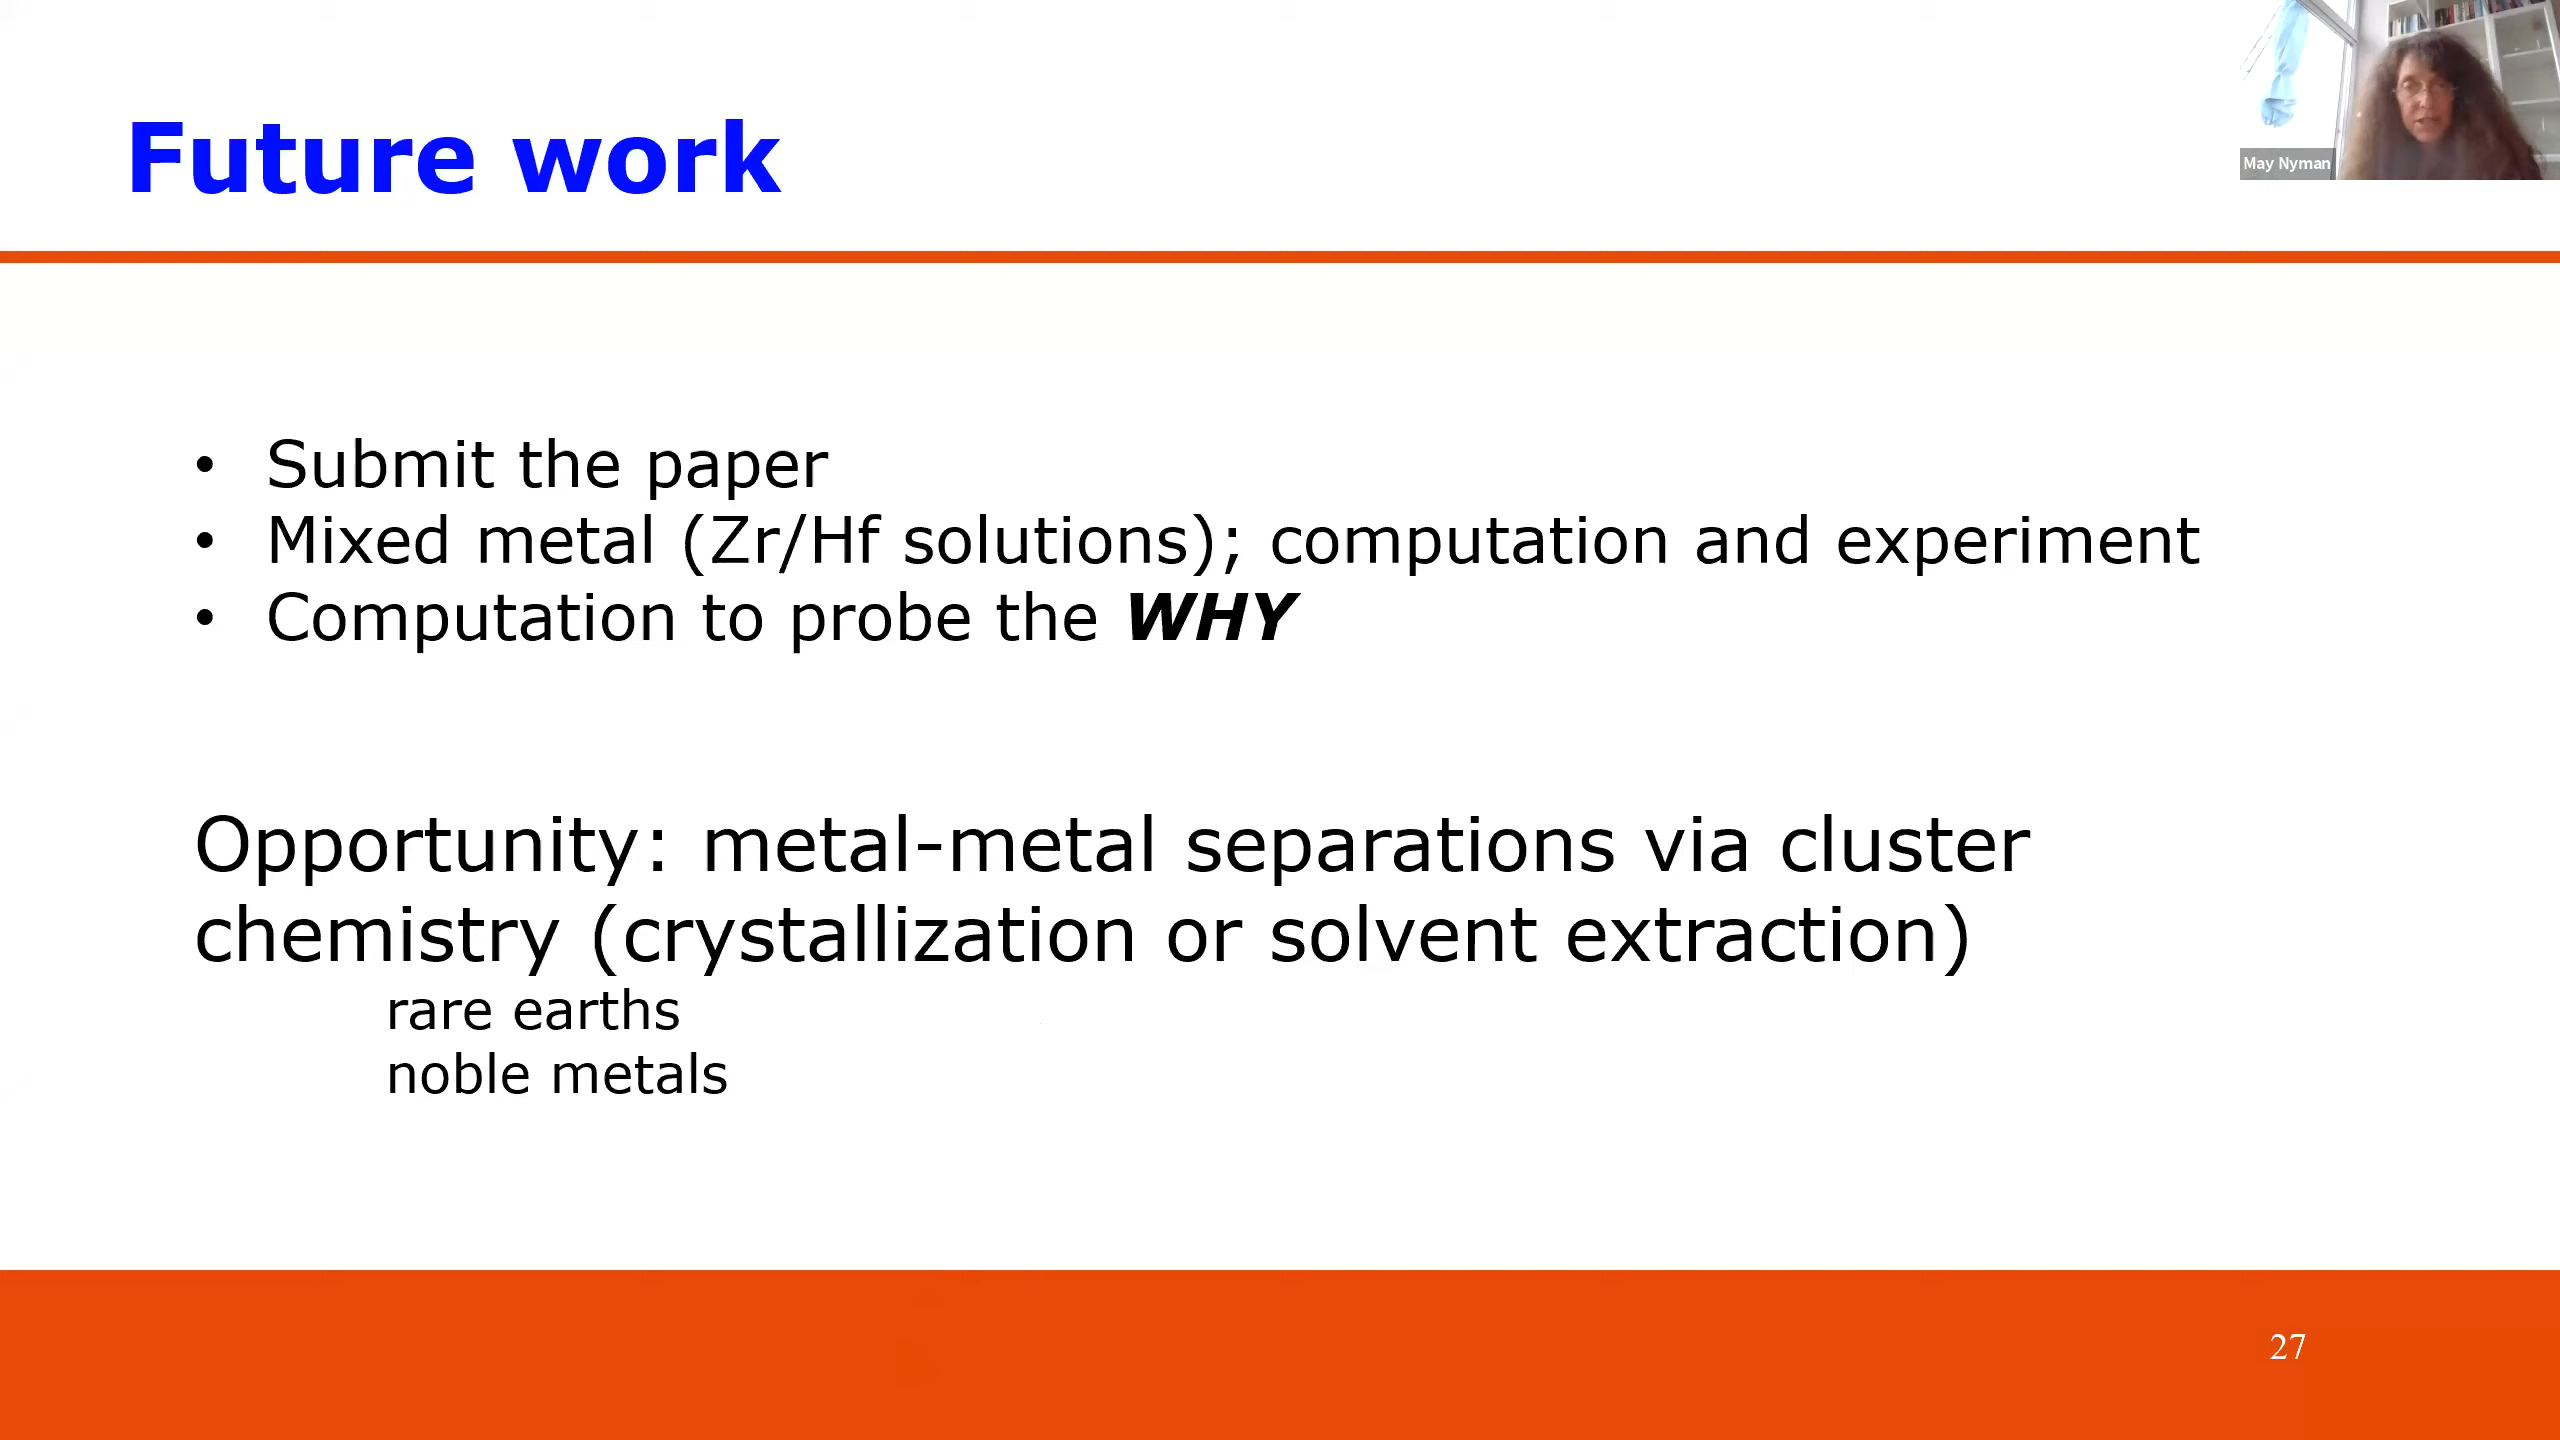 Future work
May Nyman
• Submit the paper
• Mixed metal (Zr/Hf solutions); computation and experiment
• Computation to probe the WHY
Opportunity: metal-metal separations via cluster
chemistry (crystallization or solvent extraction)
rare earths
noble metals
27